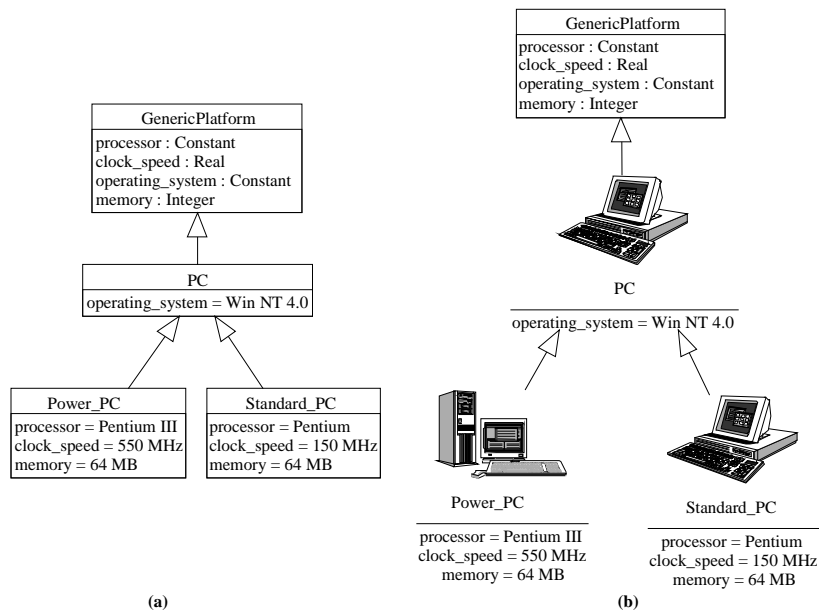 GenericPlatform
processor : Constant
clock_speed : Real
operating_system : Constant
memory : Integer
PC
operating_system = Win NT 4.0
Power_PC
processor = Pentium III
clock_speed = 550 MHz
memory = 64 MB
Standard_PC
processor = Pentium
clock_speed = 150 MHz
memory = 64 MB
(a)
GenericPlatform
processor : Constant
clock_speed : Real
operating_system : Constant
memory : Integer
PC
operating_system = Win NT 4.0
Power_PC
processor = Pentium III
clock_speed = 550 MHz
memory = 64 MB
Standard_PC
processor = Pentium
clock_speed = 150 MHz
memory = 64 MB
(b)